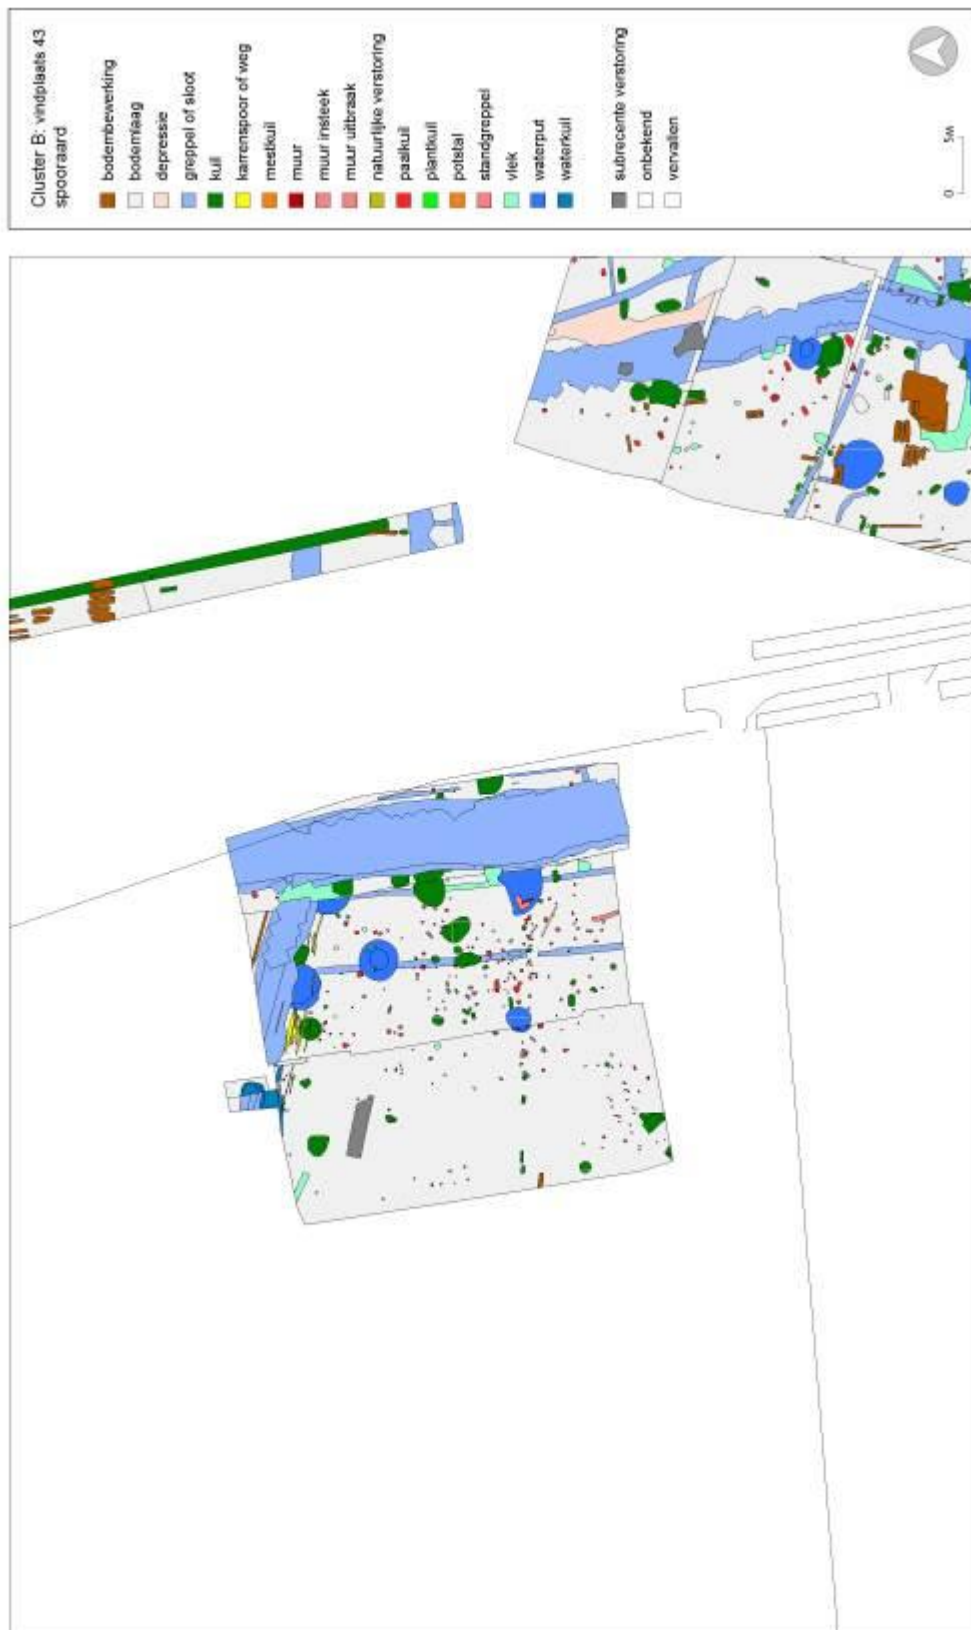 Cluster B: vindplaats 43
spooraard
bodembewerking
bodemlaag
depressie
greppel of sloot
kuil
karrenspoor of weg
mestkuil
muur
muur insteek
muur uitbraak
natuurlijke verstoring
paalkuil
plantkuil
potstal
standgreppel
vlek
waterput
waterkuil
subrecente verstoring
onbekend
vervallen
0 5M